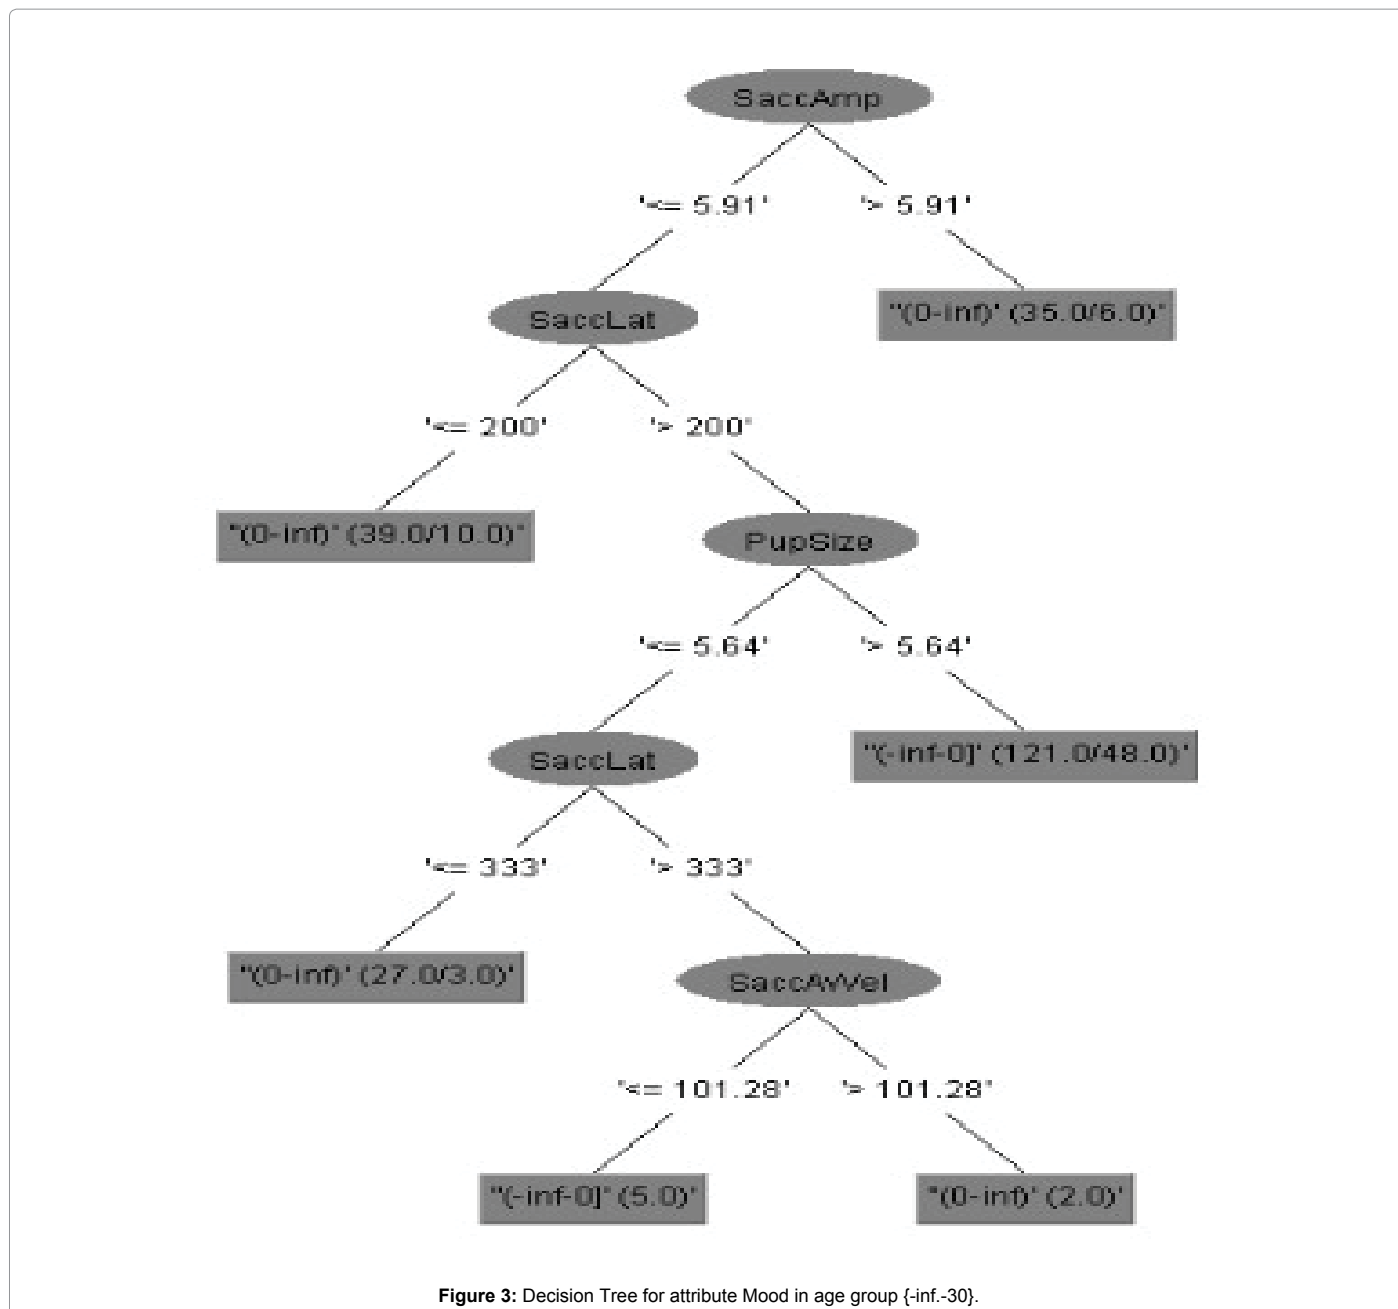 SaccAmp
'<= 5.91' '> 5.91'
SaccLat "(0-inf)' (35.0/6.0)"
'<= 200' '> 200'
"(0-inf)' (39.0/10.0)" PupSize
'<= 5.64' '> 5.64'
SaccLat "(-inf-0]' (121.0/48.0)'
'<= 333' '> 333'
"(0-inf)' (27.0/3.0)' SaccAvVel
'<= 101.28' '> 101.28'
"(-inf-0]' (5.0)' "(0-inf)' (2.0)'
Figure 3: Decision Tree for attribute Mood in age group {-inf.-30}.